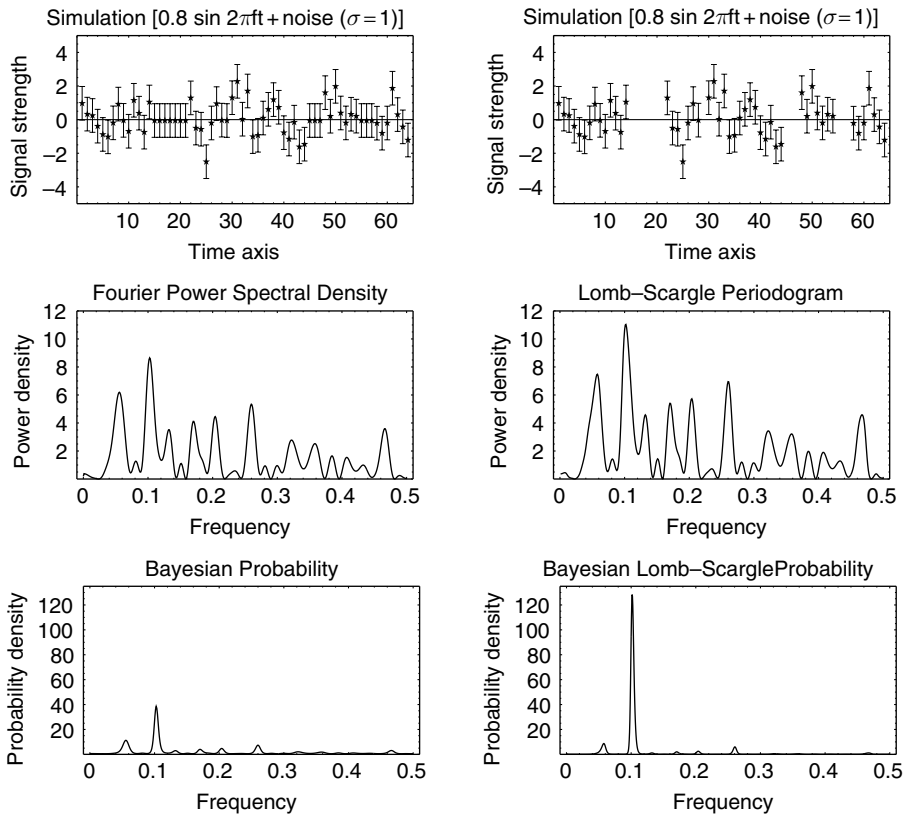 Simulation [0.8 sin 2πft + noise (σ = 1)]
Signal strength
4
2
0
−2
−4
10 20 30 40 50 60
Time axis
Simulation [0.8 sin 2πft + noise (σ = 1)]
Signal strength
4
2
0
−2
−4
10 20 30 40 50 60
Time axis
Fourier Power Spectral Density
Power density
12
10
8
6
4
2
0 0.1 0.2 0.3 0.4 0.5
Frequency
Lomb–Scargle Periodogram
Power density
12
10
8
6
4
2
0 0.1 0.2 0.3 0.4 0.5
Frequency
Bayesian Probability
Probability density
120
100
80
60
40
20
0 0.1 0.2 0.3 0.4 0.5
Frequency
Bayesian Lomb–ScargleProbability
Probability density
120
100
80
60
40
20
0 0.1 0.2 0.3 0.4 0.5
Frequency